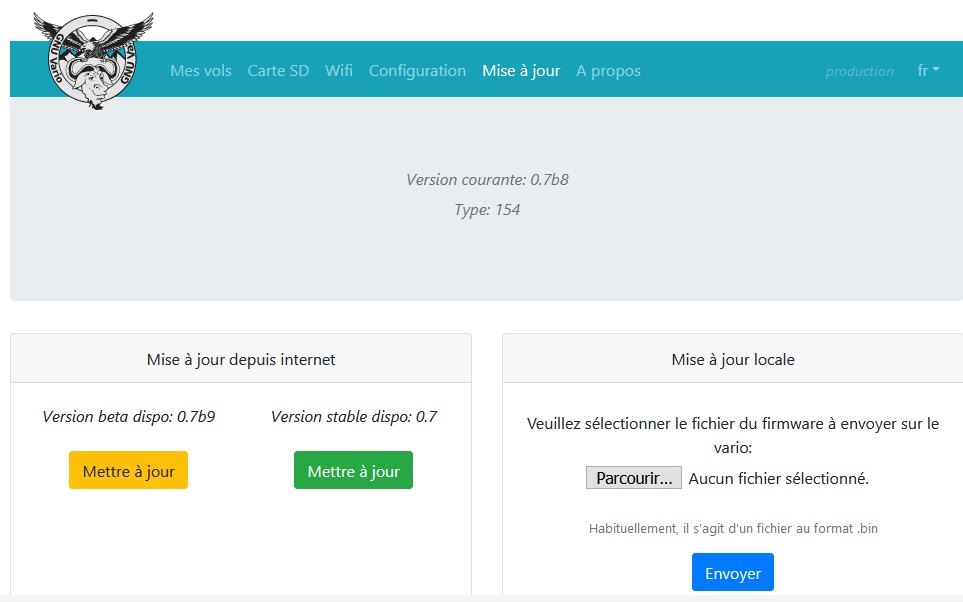 GNU Vario
GNU Vario
Mes vols Carte SD Wifi Configuration Mise à jour A propos production fr
Version courante: 0.7b8
Type: 154
Mise à jour depuis internet
Version beta dispo: 0.7b9 Version stable dispo: 0.7
Mettre à jour Mettre à jour
Mise à jour locale
Veuillez sélectionner le fichier du firmware à envoyer sur le
vario:
Parcourir... Aucun fichier sélectionné.
Habituellement, il s'agit d'un fichier au format .bin
Envoyer